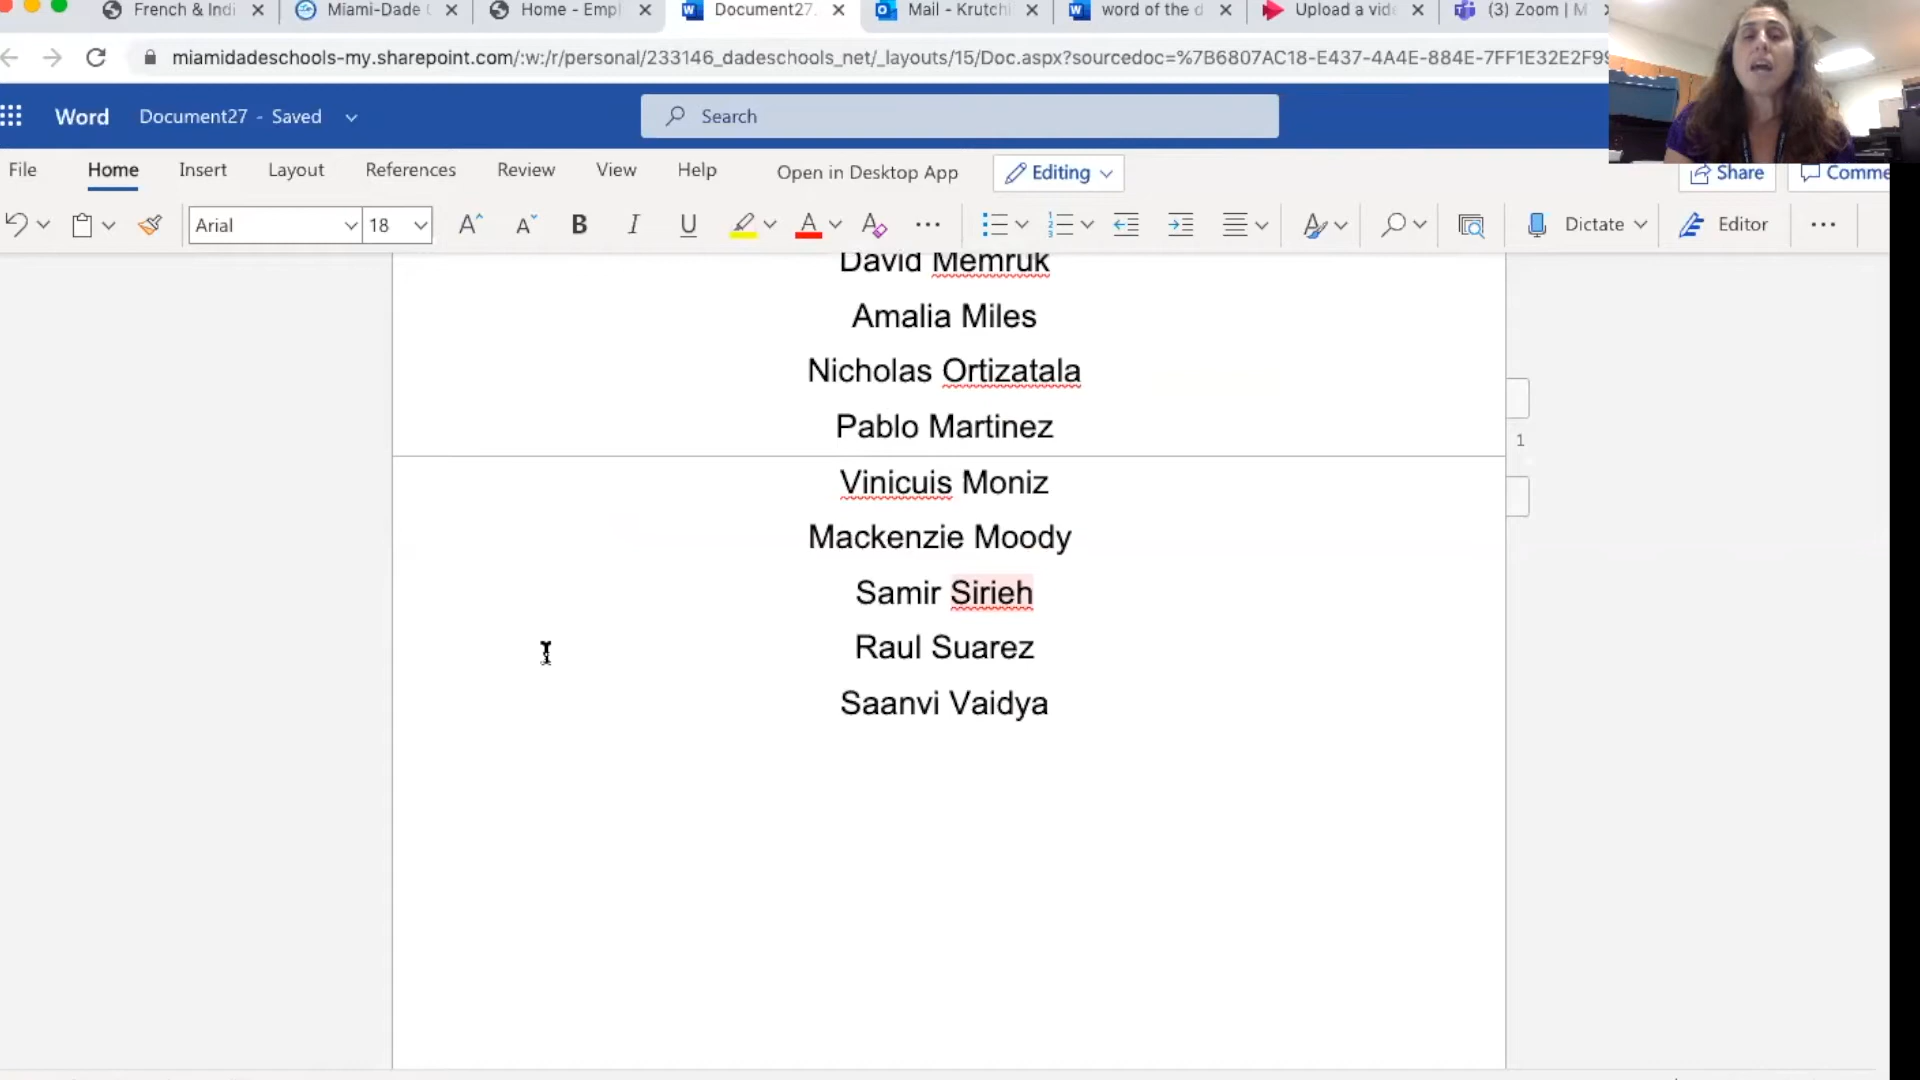 French & Indi
Miami-Dade
Home - Empl
Document27.
Mail - Krutchi
word of the d
Upload a vide
(3) Zoom | M
miamidadeschools-my.sharepoint.com/:w:/r/personal/233146_dadeschools_net/_layouts/15/Doc.aspx?sourcedoc=%7B6807AC18-E437-4A4E-884E-7FF1E32E2F9
Word Document27 - Saved Search
File Home Insert Layout References Review View Help Open in Desktop App Editing Share Comme
Arial 18 A A B I U A A Dictate Editor
David Memruk
Amalia Miles
Nicholas Ortizatala
Pablo Martinez
1
Vinicuis Moniz
Mackenzie Moody
Samir Sirieh
Raul Suarez
Saanvi Vaidya